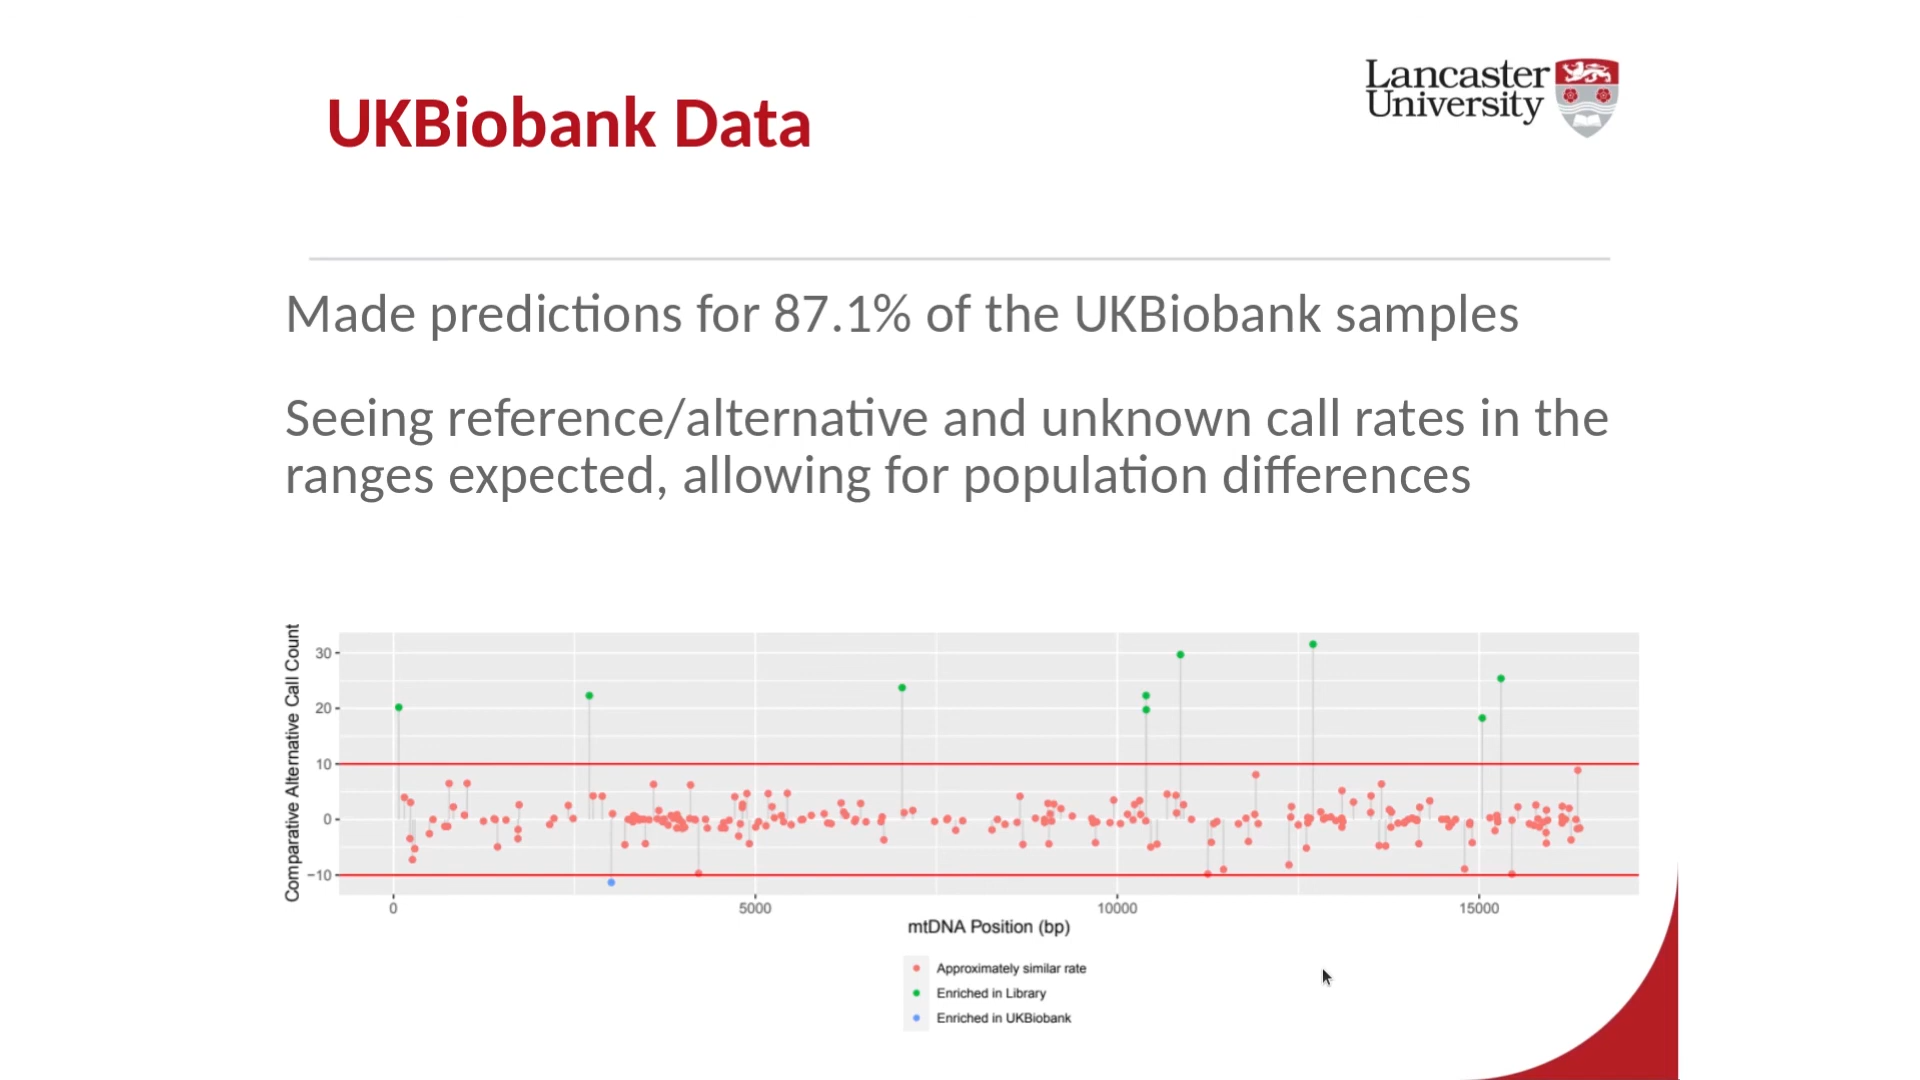 Lancaster
University
UKBiobank Data
Made predictions for 87.1% of the UKBiobank samples
Seeing reference/alternative and unknown call rates in the
ranges expected, allowing for population differences
Comparative Alternative Call Count
30
20
10
0
−10
0 5000 10000 15000
mtDNA Position (bp)
Approximately similar rate
Enriched in Library
Enriched in UKBiobank